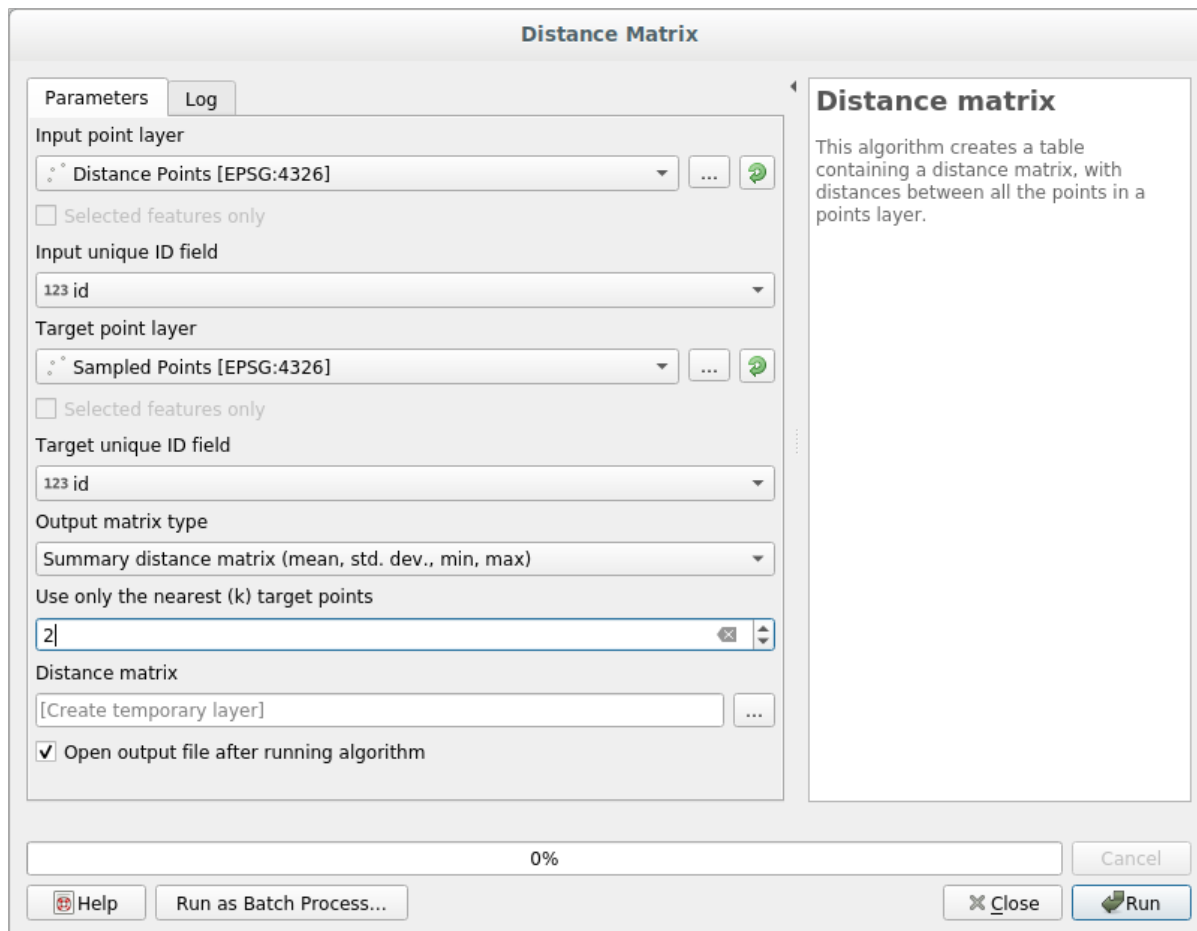 Distance Matrix
Parameters
Log
Input point layer
Distance Points [EPSG:4326]
...
Selected features only
Input unique ID field
123 id
Target point layer
Sampled Points [EPSG:4326]
...
Selected features only
Target unique ID field
123 id
Output matrix type
Summary distance matrix (mean, std. dev., min, max)
Use only the nearest (k) target points
2
Distance matrix
[Create temporary layer]
...
Open output file after running algorithm
Distance matrix
This algorithm creates a table
containing a distance matrix, with
distances between all the points in a
points layer.
0%
Cancel
Help
Run as Batch Process...
Close
Run